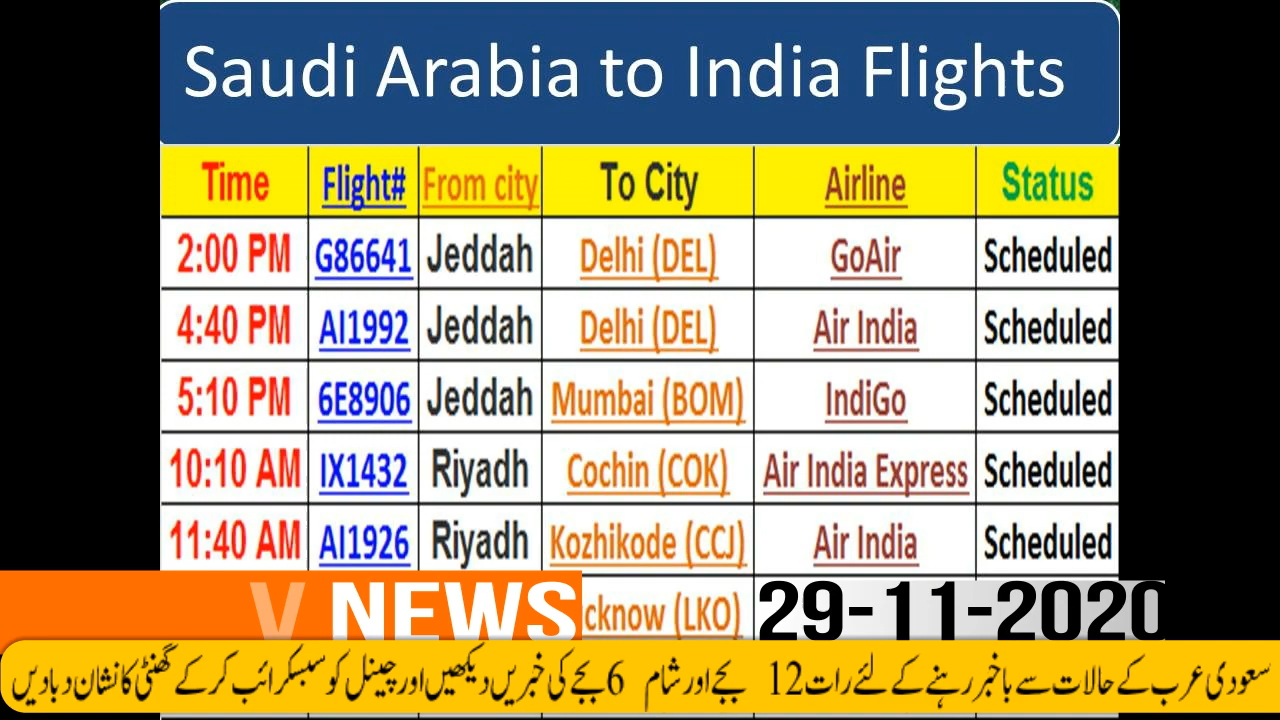 Saudi Arabia to India Flights
Time Flight# From city To City Airline Status
2:00 PM G86641 Jeddah Delhi (DEL) GoAir Scheduled
4:40 PM AI1992 Jeddah Delhi (DEL) Air India Scheduled
5:10 PM 6E8906 Jeddah Mumbai (BOM) IndiGo Scheduled
10:10 AM IX1432 Riyadh Cochin (COK) Air India Express Scheduled
11:40 AM AI1926 Riyadh Kozhikode (CCJ) Air India Scheduled
V NEWS cknow (LKO) 29-11-2020
سعودی عرب کے حالات سے باخبر رہنے کے لئے رات 12 بجے اور شام 6 بجے کی خبریں دیکھیں اور چینل کو سبسکرائب کر کے گھنٹی کا نشان دبا دیں